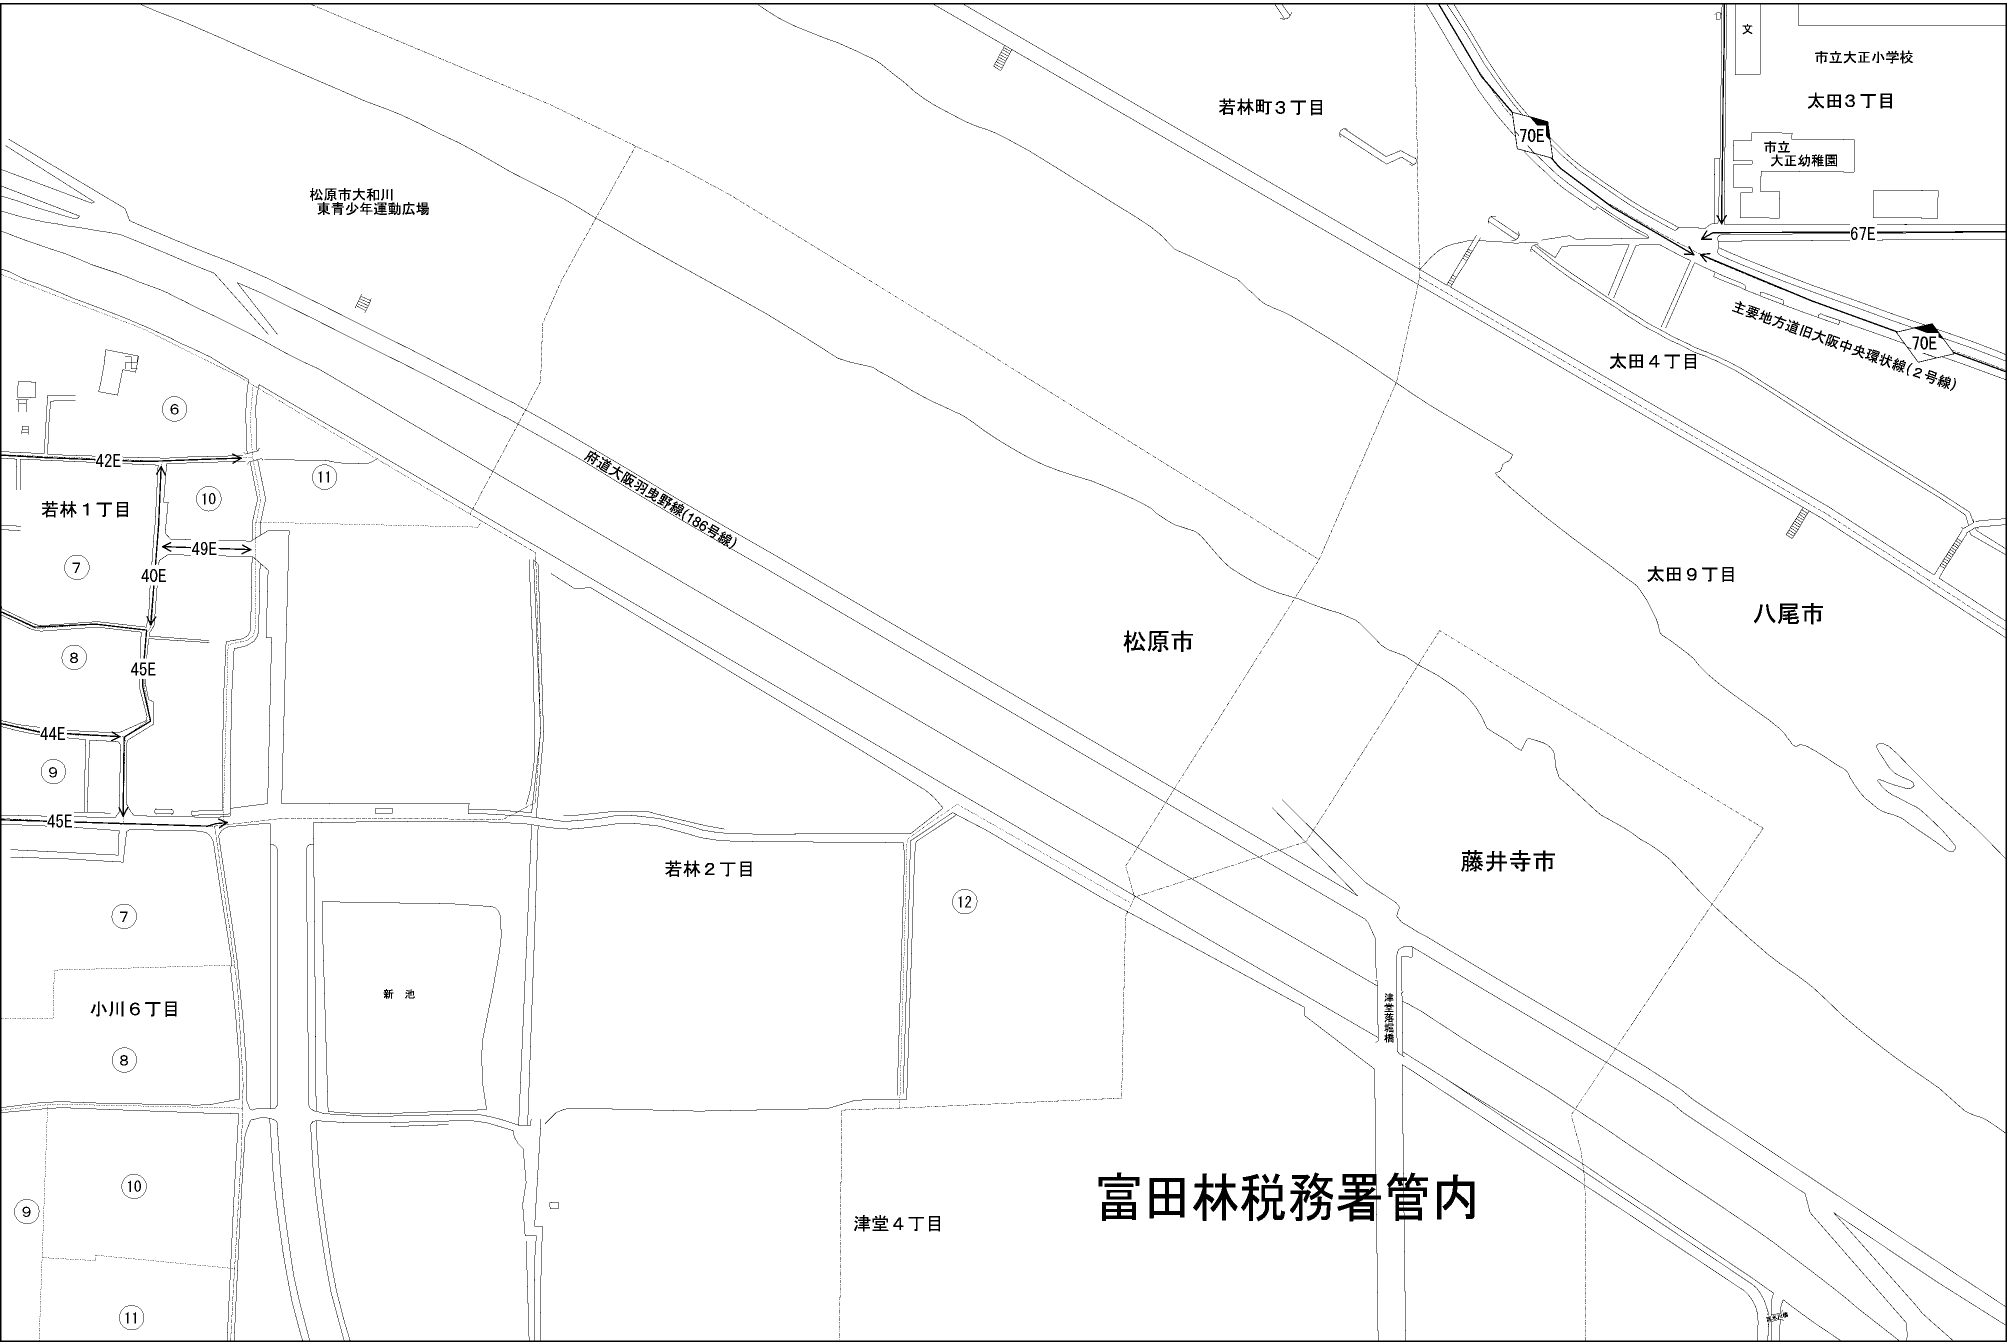 文
市立大正小学校
太田３丁目
若林町３丁目
70E
市立
大正幼稚園
松原市大和川
東青少年運動広場
67E
主要地方道旧大阪中央環状線(２号線)
70E
太田４丁目
6
42E
11
10
府道大阪羽曳野線(186号線)
若林１丁目
49E
7
40E
太田９丁目
八尾市
松原市
8
45E
44E
9
45E
若林２丁目
藤井寺市
12
7
新 池
小川６丁目
津堂落堀橋
8
10
富田林税務署管内
9
津堂４丁目
11